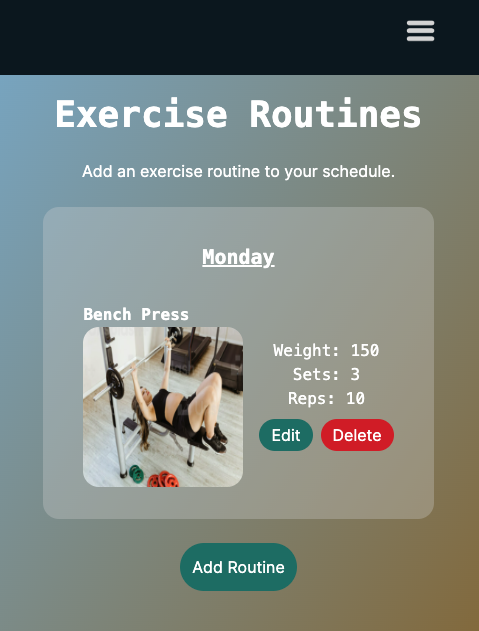 Exercise Routines
Add an exercise routine to your schedule.
Monday
Bench Press
Weight: 150
Sets: 3
Reps: 10
Edit Delete
Add Routine